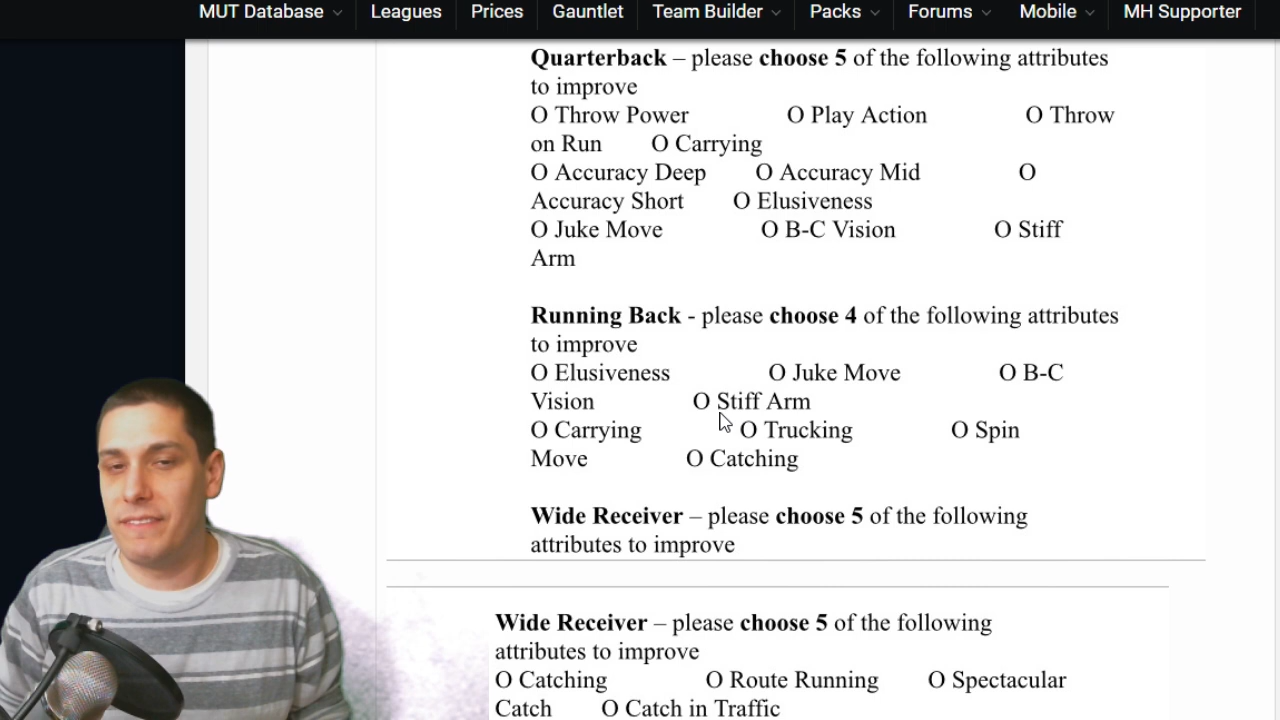 MUT Database Leagues Prices Gauntlet Team Builder Packs Forums Mobile MH Supporter
Quarterback – please choose 5 of the following attributes
to improve
O Throw Power O Play Action O Throw
on Run O Carrying
O Accuracy Deep O Accuracy Mid O
Accuracy Short O Elusiveness
O Juke Move O B-C Vision O Stiff
Arm
Running Back - please choose 4 of the following attributes
to improve
O Elusiveness O Juke Move O B-C
Vision O Stiff Arm
O Carrying O Trucking O Spin
Move O Catching
Wide Receiver – please choose 5 of the following
attributes to improve
Wide Receiver – please choose 5 of the following
attributes to improve
O Catching O Route Running O Spectacular
Catch O Catch in Traffic